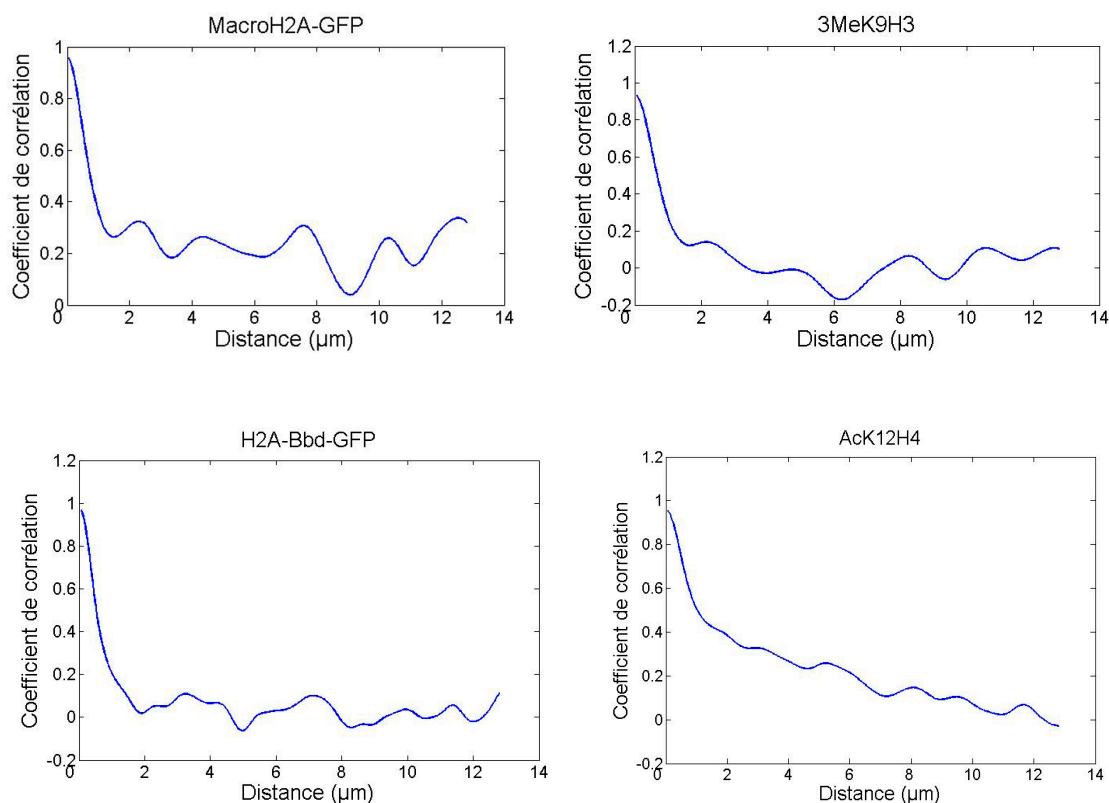 MacroH2A-GFP
Coefficient de corrélation
1
0.8
0.6
0.4
0.2
0
0 2 4 6 8 10 12 14
Distance (µm)
3MeK9H3
Coefficient de corrélation
1.2
1
0.8
0.6
0.4
0.2
0
-0.2
0 2 4 6 8 10 12 14
Distance (µm)
H2A-Bbd-GFP
Coefficient de corrélation
1.2
1
0.8
0.6
0.4
0.2
0
-0.2
0 2 4 6 8 10 12 14
Distance (µm)
AcK12H4
Coefficient de corrélation
1.2
1
0.8
0.6
0.4
0.2
0
-0.2
0 2 4 6 8 10 12 14
Distance (µm)